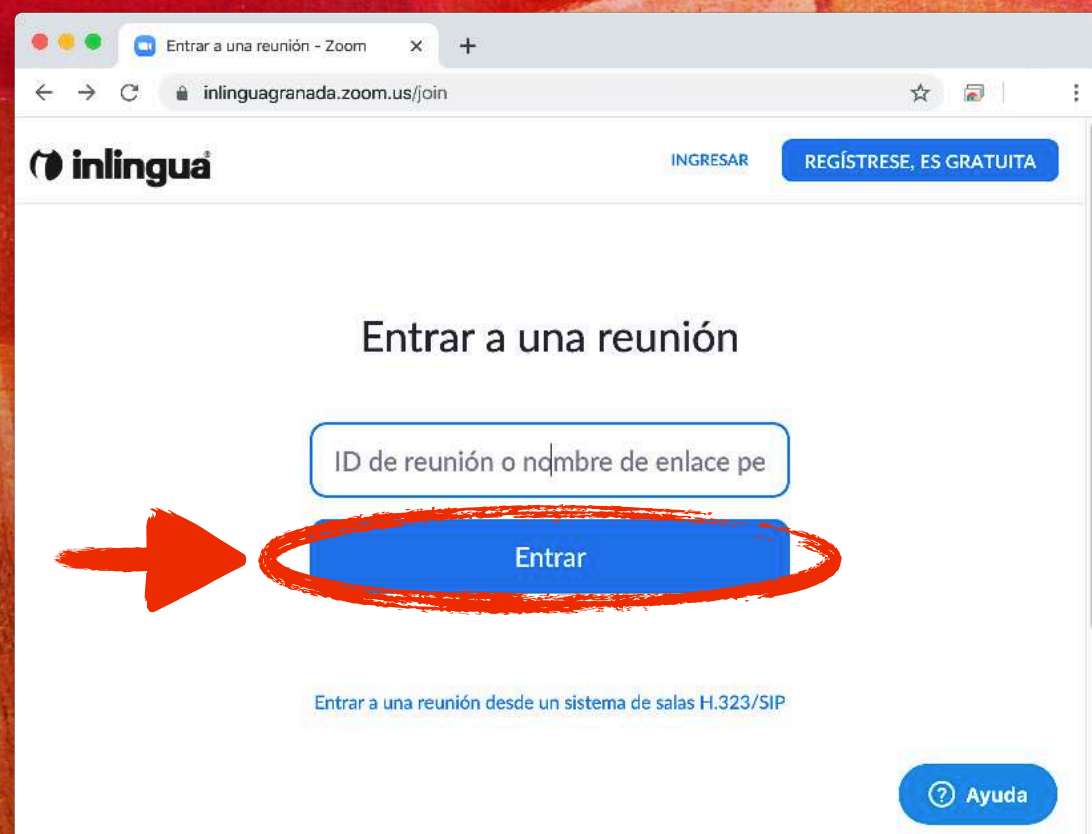 Entrar a una reunión - Zoom
inlinguagranada.zoom.us/join
inlingua
INGRESAR
REGÍSTRESE, ES GRATUITA
Entrar a una reunión
ID de reunión o nombre de enlace pe
Entrar
Entrar a una reunión desde un sistema de salas H.323/SIP
Ayuda